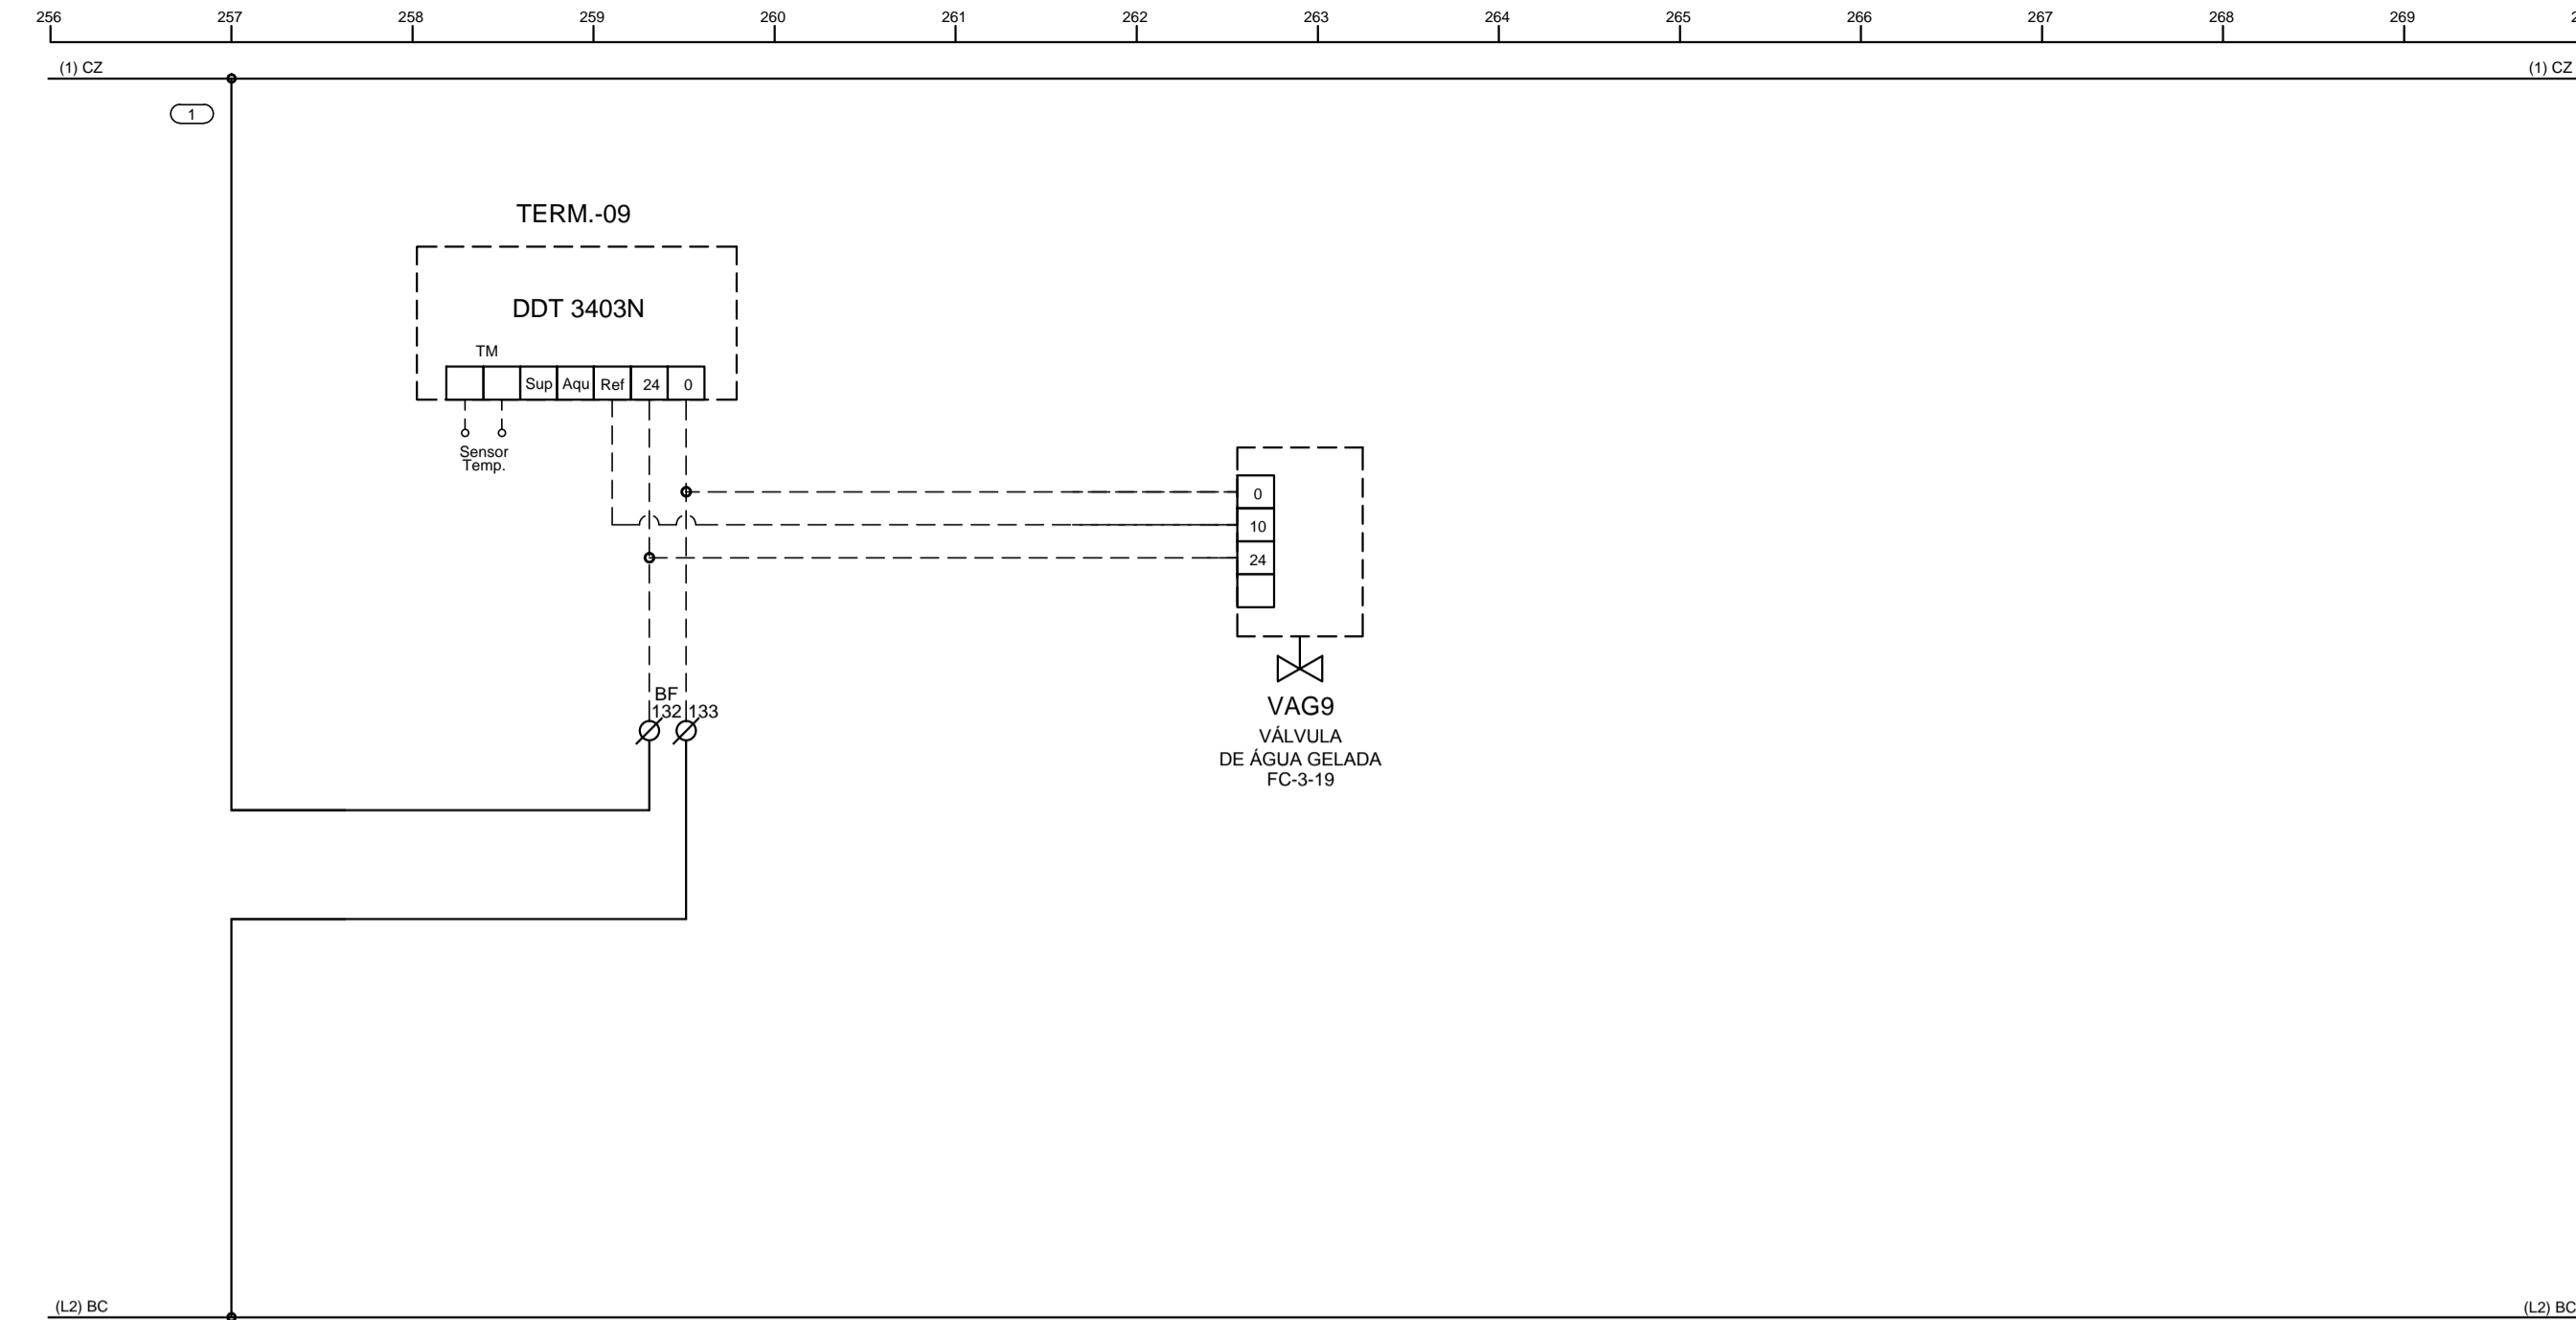 256 257 258 259 260 261 262 263 264 265 266 267 268 269
(1) CZ (1) CZ
1
TERM.-09
DDT 3403N
TM
Sup Aqu Ref 24 0
Sensor
Temp.
0
10
24
BF
132 133
VAG9
VÁLVULA
DE ÁGUA GELADA
FC-3-19
(L2) BC (L2) BC